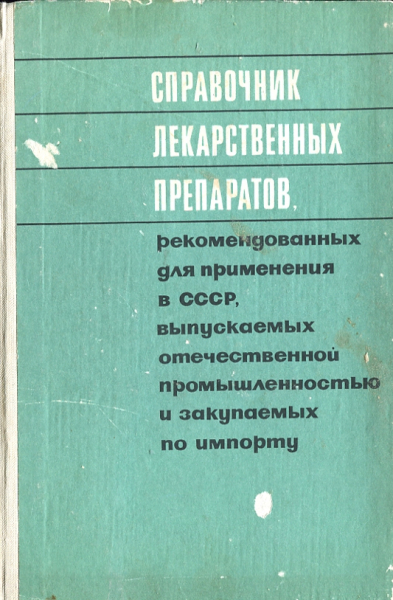 СПРАВОЧНИК
ЛЕКАРСТВЕННЫХ
ПРЕПАРАТОВ,
рекомендованных
для применения
в СССР,
выпускаемых
отечественной
промышленностью
и закупаемых
по импорту